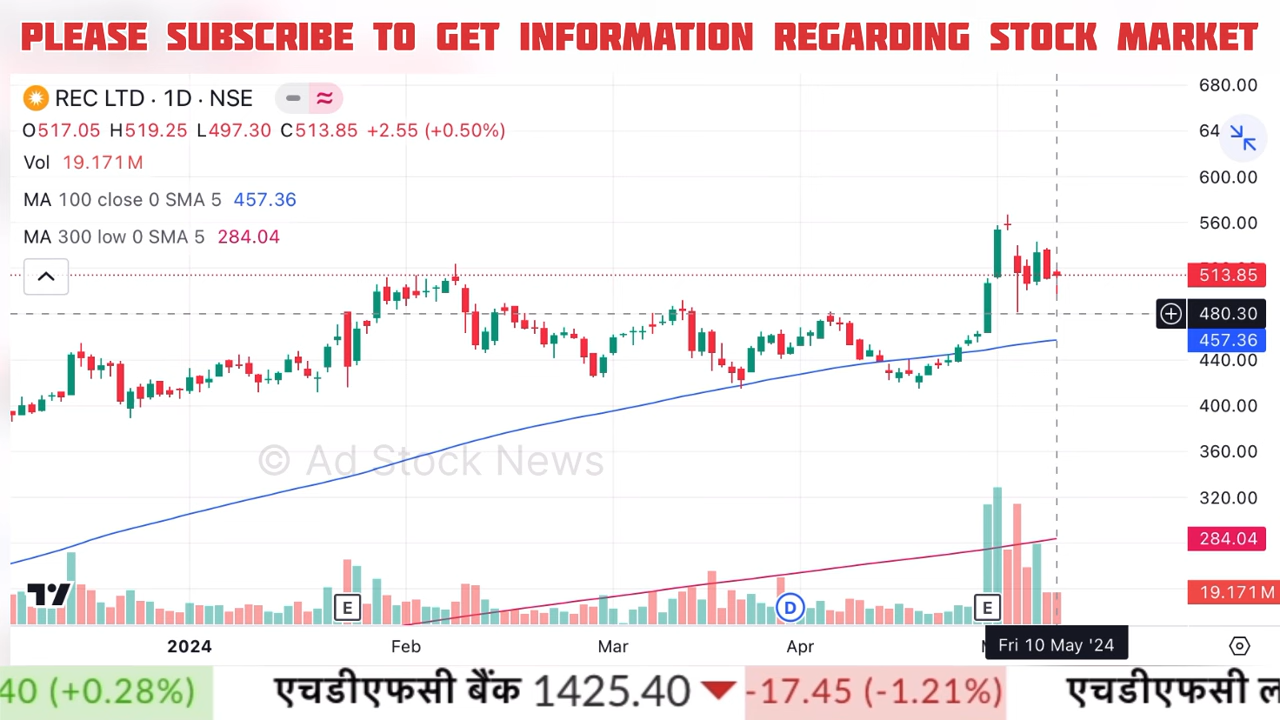 PLEASE SUBSCRIBE TO GET INFORMATION REGARDING STOCK MARKET
REC LTD · 1D · NSE
O517.05 H519.25 L497.30 C513.85 +2.55 (+0.50%)
Vol 19.171M
MA 100 close 0 SMA 5 457.36
MA 300 low 0 SMA 5 284.04
680.00
64
600.00
560.00
513.85
480.30
457.36
440.00
400.00
360.00
320.00
284.04
19.171M
© Ad Stock News
E
D
E
2024 Feb Mar Apr
Fri 10 May '24
40 (+0.28%) एचडीएफसी बैंक 1425.40 -17.45 (-1.21%) एचडीएफसी ल